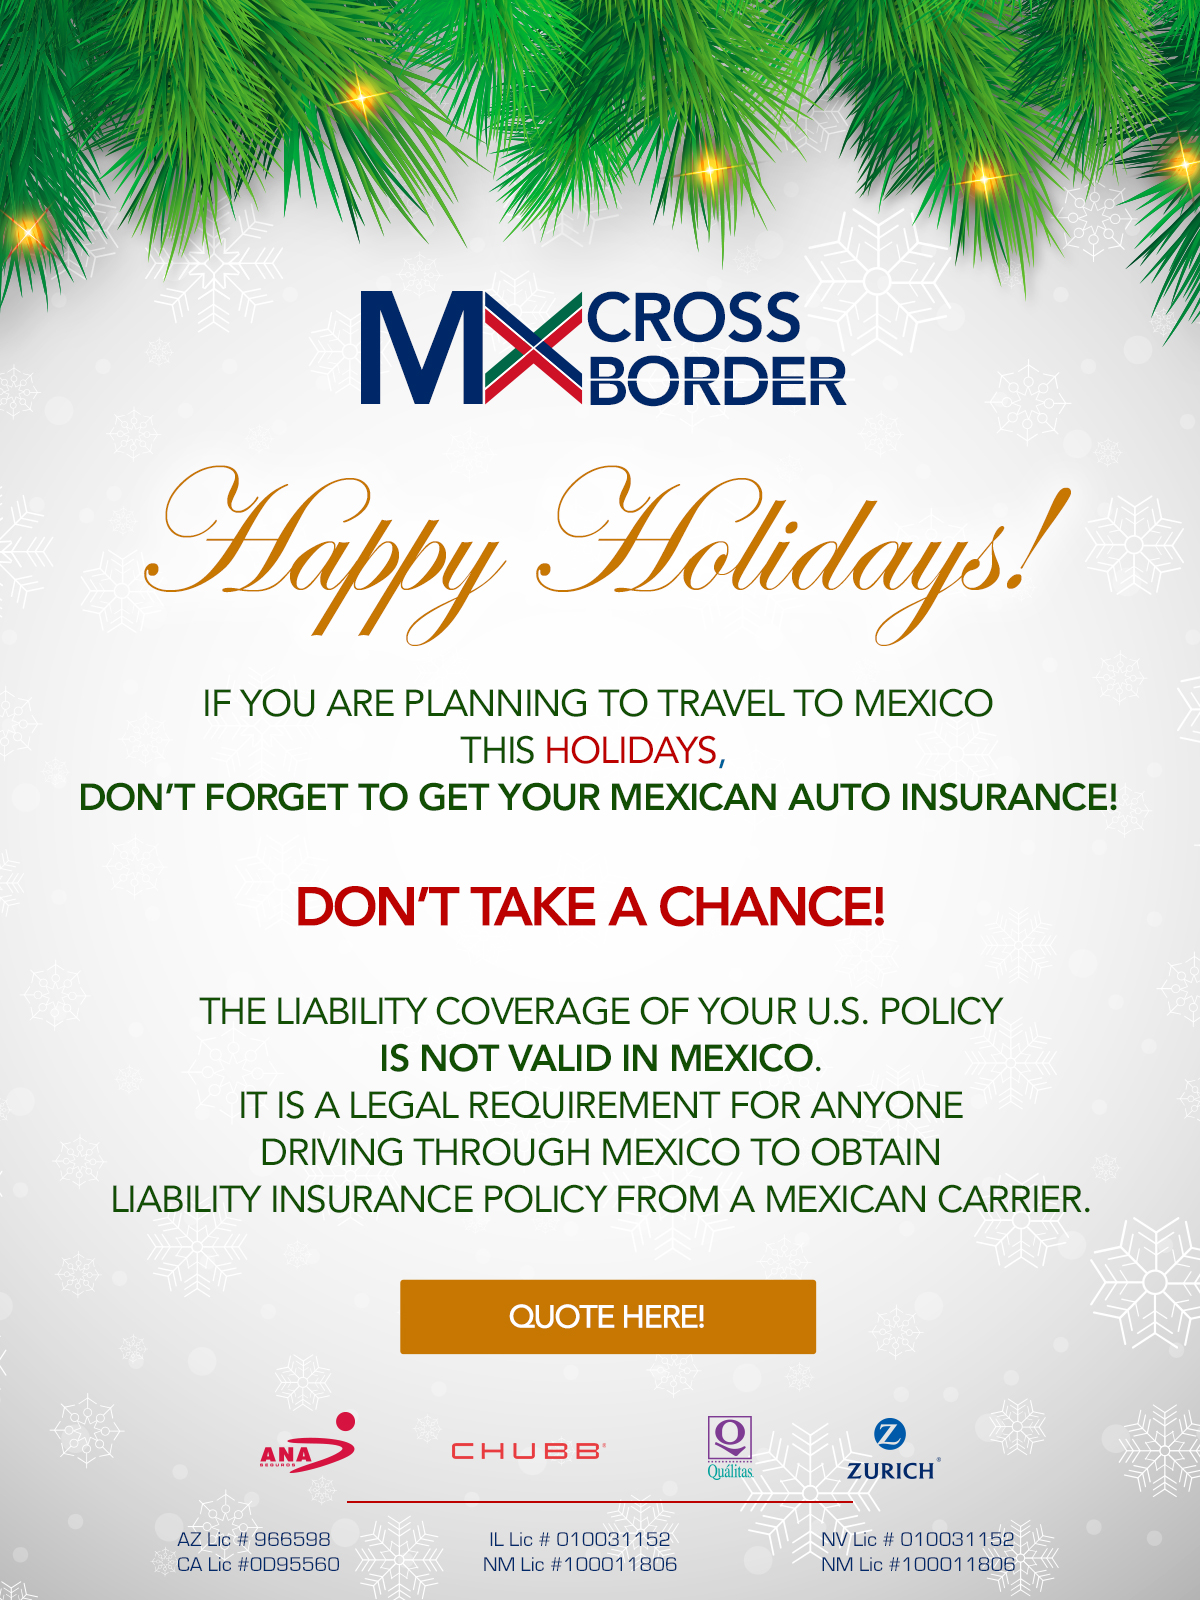 MX CROSS
BORDER
Happy Holidays!
IF YOU ARE PLANNING TO TRAVEL TO MEXICO
THIS HOLIDAYS,
DON'T FORGET TO GET YOUR MEXICAN AUTO INSURANCE!
DON'T TAKE A CHANCE!
THE LIABILITY COVERAGE OF YOUR U.S. POLICY
IS NOT VALID IN MEXICO.
IT IS A LEGAL REQUIREMENT FOR ANYONE
DRIVING THROUGH MEXICO TO OBTAIN
LIABILITY INSURANCE POLICY FROM A MEXICAN CARRIER.
QUOTE HERE!
ANA
SEGUROS
CHUBB®
Q
Quálitas
Z
ZURICH®
AZ Lic # 966598
CA Lic #0D95560
IL Lic # 010031152
NM Lic #100011806
NV Lic # 010031152
NM Lic #100011806